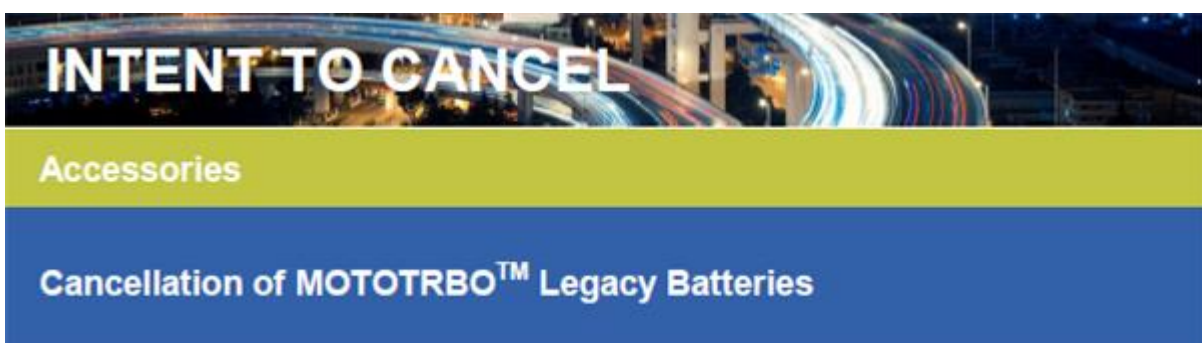 INTENT TO CANCEL
Accessories
Cancellation of MOTOTRBO™ Legacy Batteries